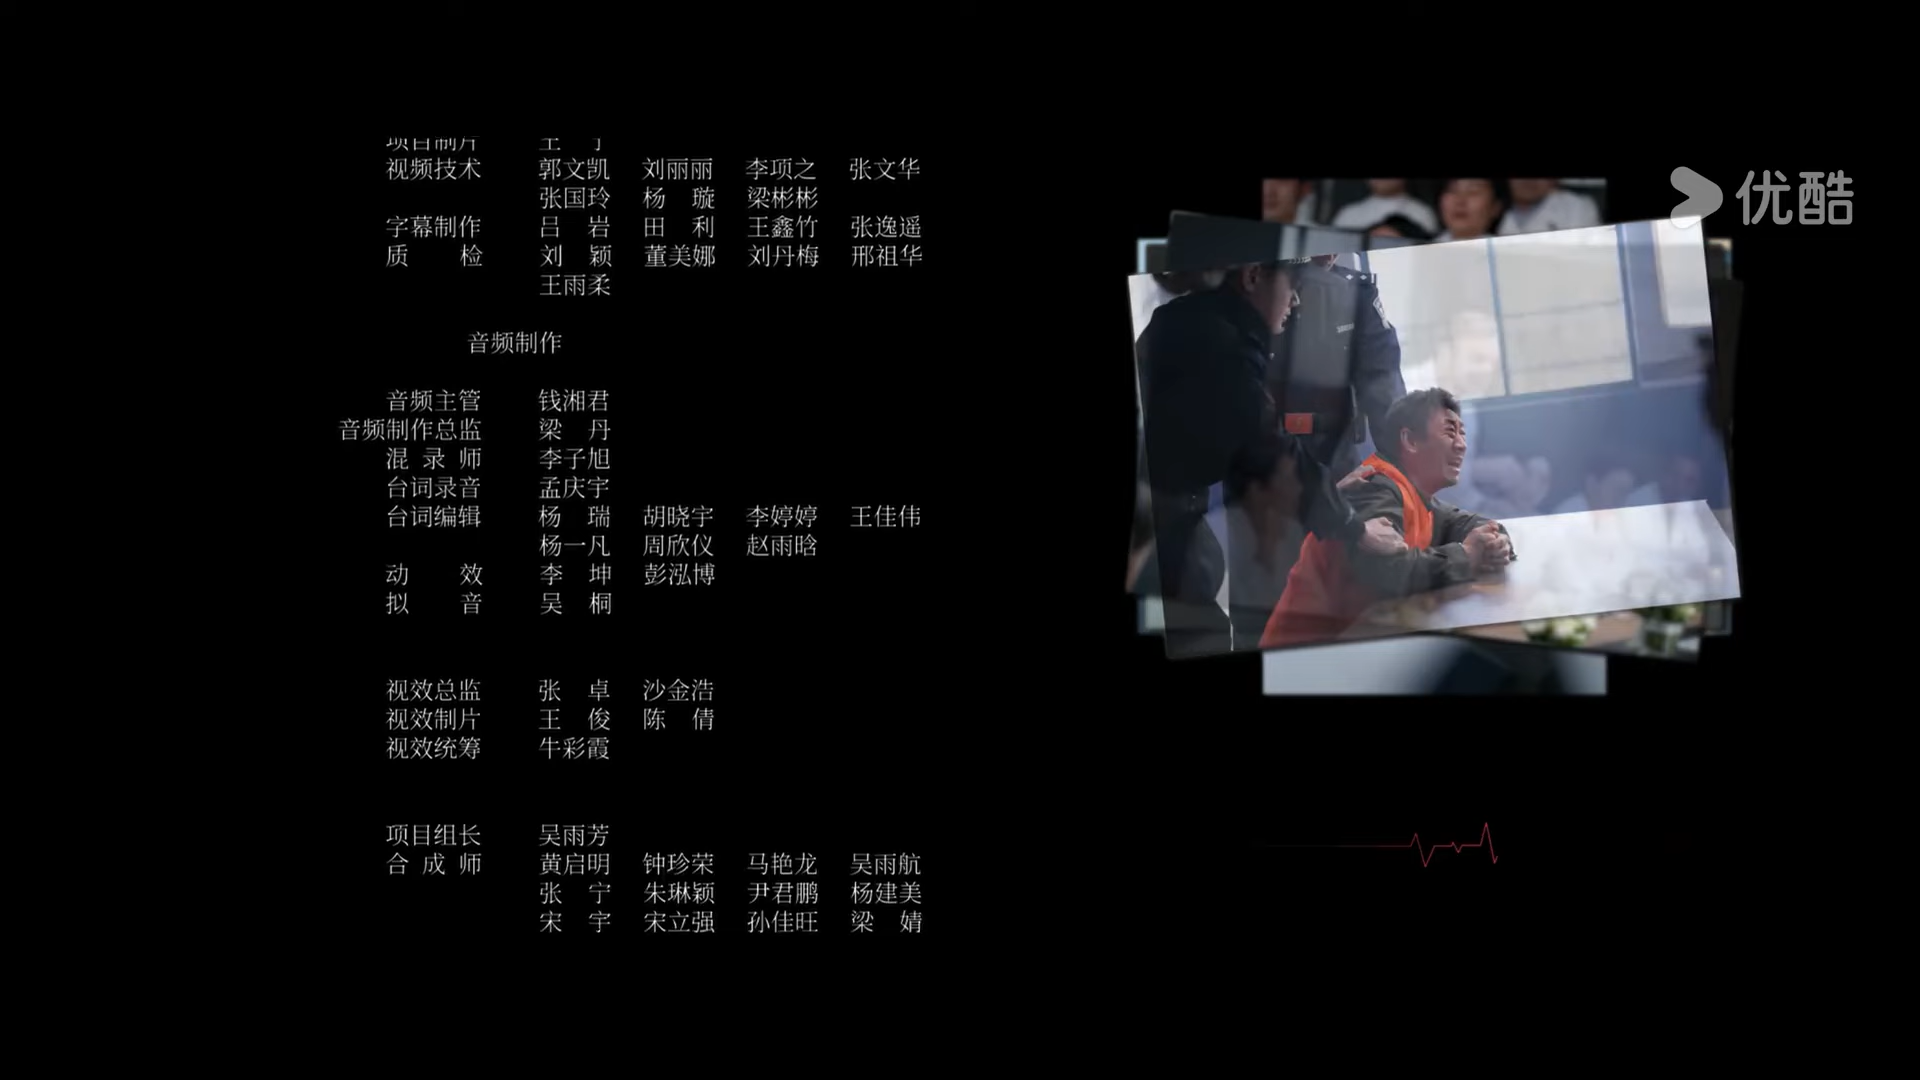 项目制片 王 宁
视频技术 郭文凯 刘丽丽 李项之 张文华
张国玲 杨 璇 梁彬彬
字幕制作 吕 岩 田 利 王鑫竹 张逸遥
质 检 刘 颖 董美娜 刘丹梅 邢祖华
王雨柔
音频制作
音频主管 钱湘君
音频制作总监 梁 丹
混 录 师 李子旭
台词录音 孟庆宇
台词编辑 杨 瑞 胡晓宇 李婷婷 王佳伟
杨一凡 周欣仪 赵雨晗
动 效 李 坤 彭泓博
拟 音 吴 桐
视效总监 张 卓 沙金浩
视效制片 王 俊 陈 倩
视效统筹 牛彩霞
项目组长 吴雨芳
合 成 师 黄启明 钟珍荣 马艳龙 吴雨航
张 宁 朱琳颖 尹君鹏 杨建美
宋 宇 宋立强 孙佳旺 梁 婧
优酷